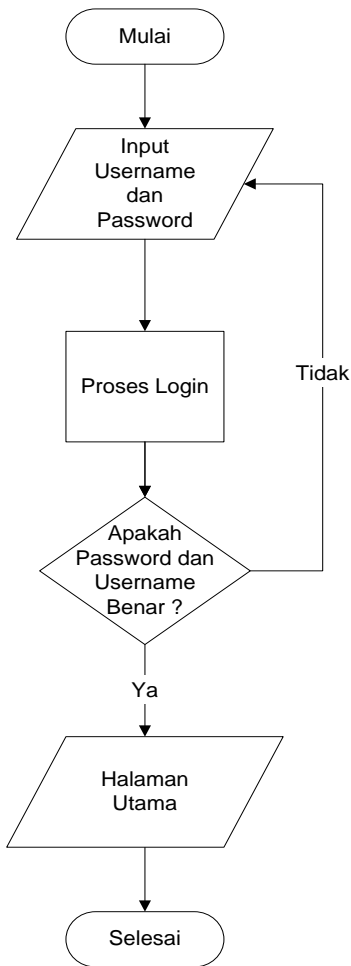 Mulai
Input
Username
dan
Password
Proses Login
Tidak
Apakah
Password dan
Username
Benar ?
Ya
Halaman
Utama
Selesai